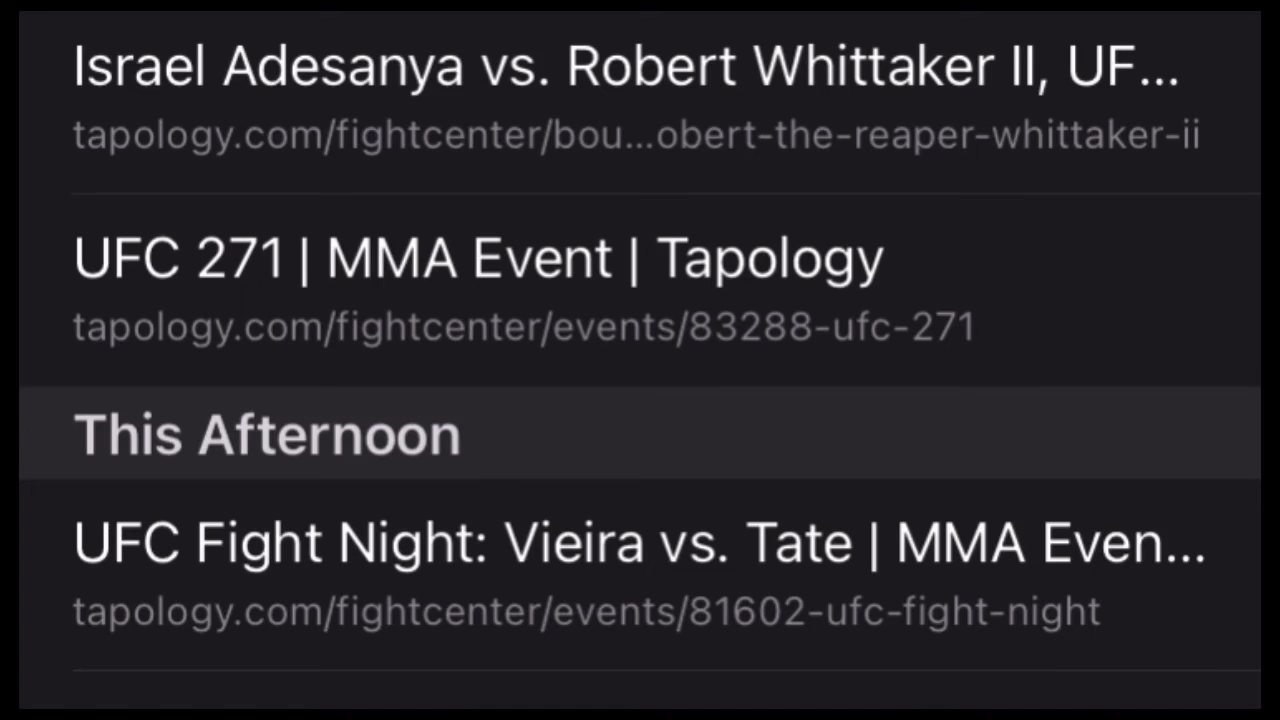 Israel Adesanya vs. Robert Whittaker II, UF...
tapology.com/fightcenter/bou...obert-the-reaper-whittaker-ii
UFC 271 | MMA Event | Tapology
tapology.com/fightcenter/events/83288-ufc-271
This Afternoon
UFC Fight Night: Vieira vs. Tate | MMA Even...
tapology.com/fightcenter/events/81602-ufc-fight-night